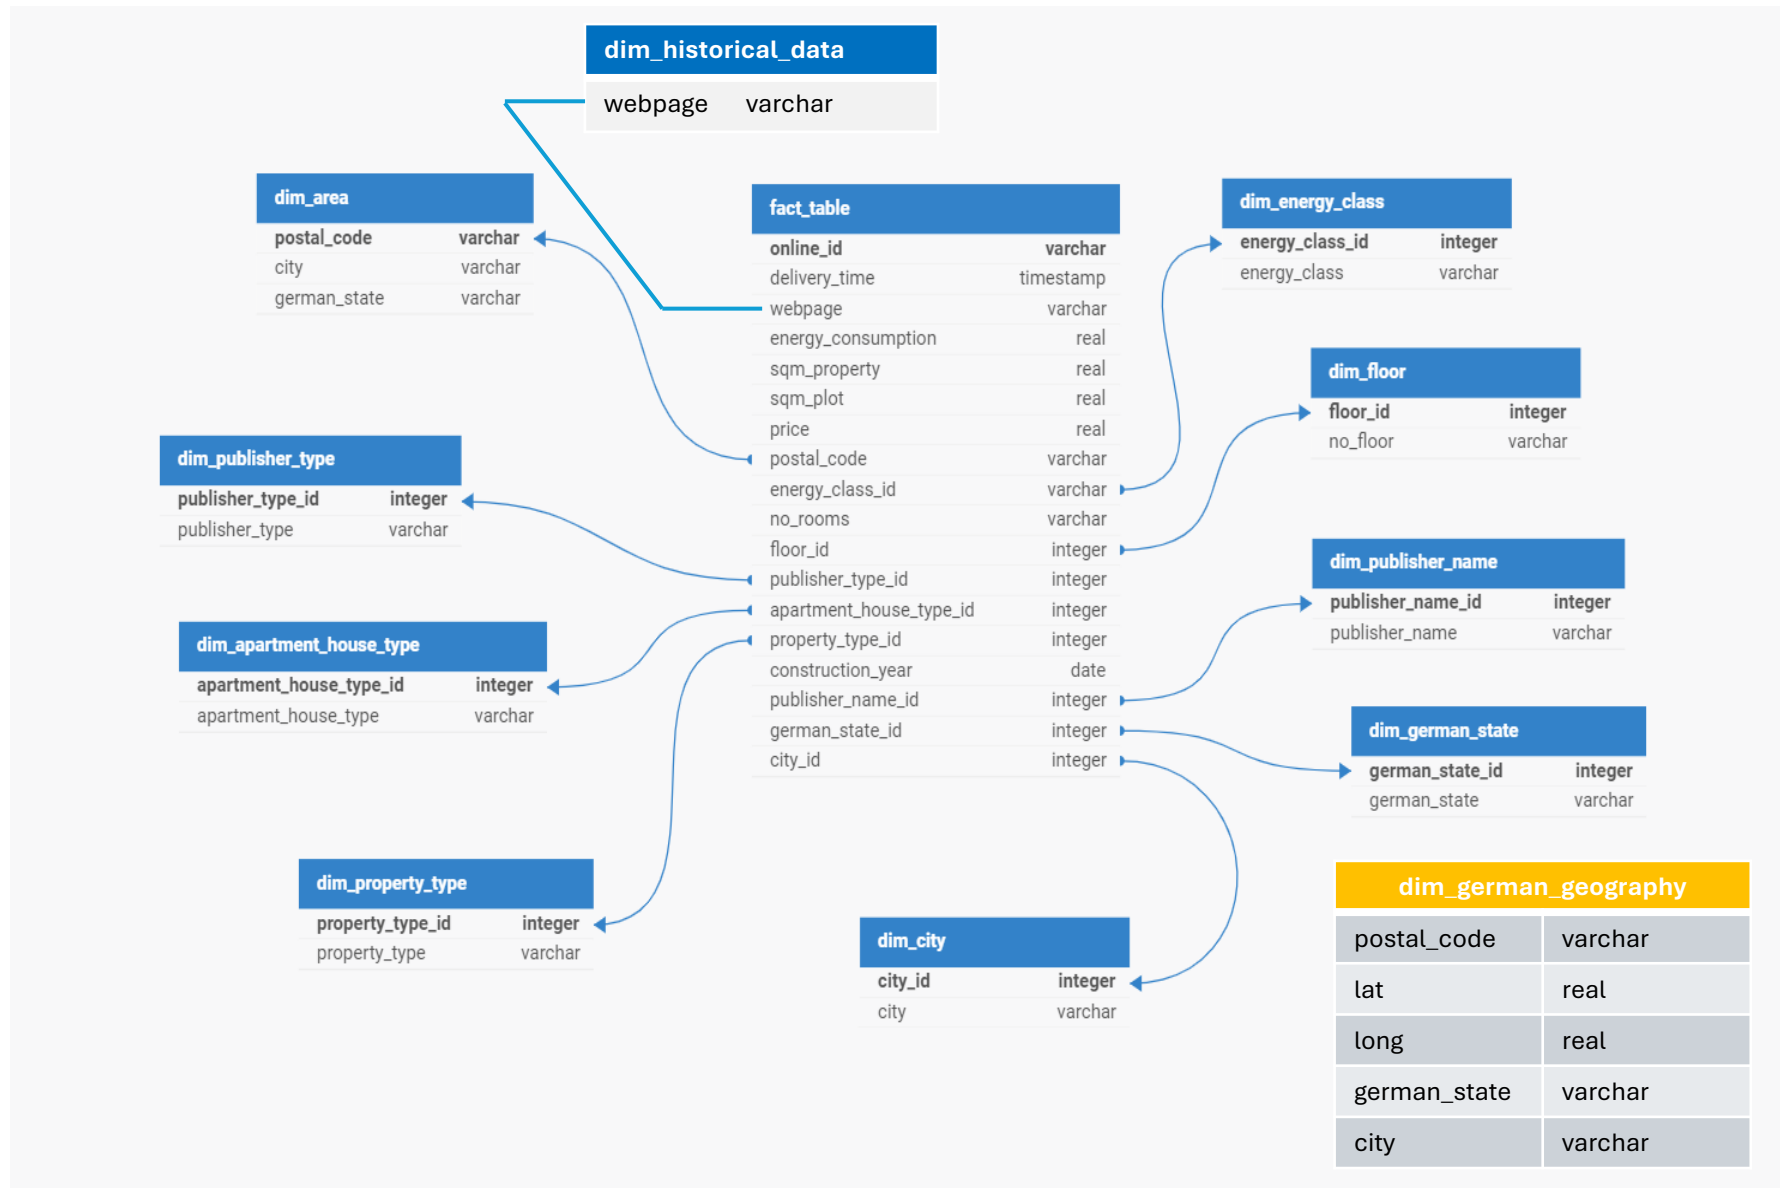 dim_historical_data
webpage varchar
dim_area
postal_code varchar
city varchar
german_state varchar
dim_publisher_type
publisher_type_id integer
publisher_type varchar
dim_apartment_house_type
apartment_house_type_id integer
apartment_house_type varchar
dim_property_type
property_type_id integer
property_type varchar
fact_table
online_id varchar
delivery_time timestamp
webpage varchar
energy_consumption real
sqm_property real
sqm_plot real
price real
postal_code varchar
energy_class_id varchar
no_rooms varchar
floor_id integer
publisher_type_id integer
apartment_house_type_id integer
property_type_id integer
construction_year date
publisher_name_id integer
german_state_id integer
city_id integer
dim_city
city_id integer
city varchar
dim_energy_class
energy_class_id integer
energy_class varchar
dim_floor
floor_id integer
no_floor varchar
dim_publisher_name
publisher_name_id integer
publisher_name varchar
dim_german_state
german_state_id integer
german_state varchar
dim_german_geography
postal_code varchar
lat real
long real
german_state varchar
city varchar